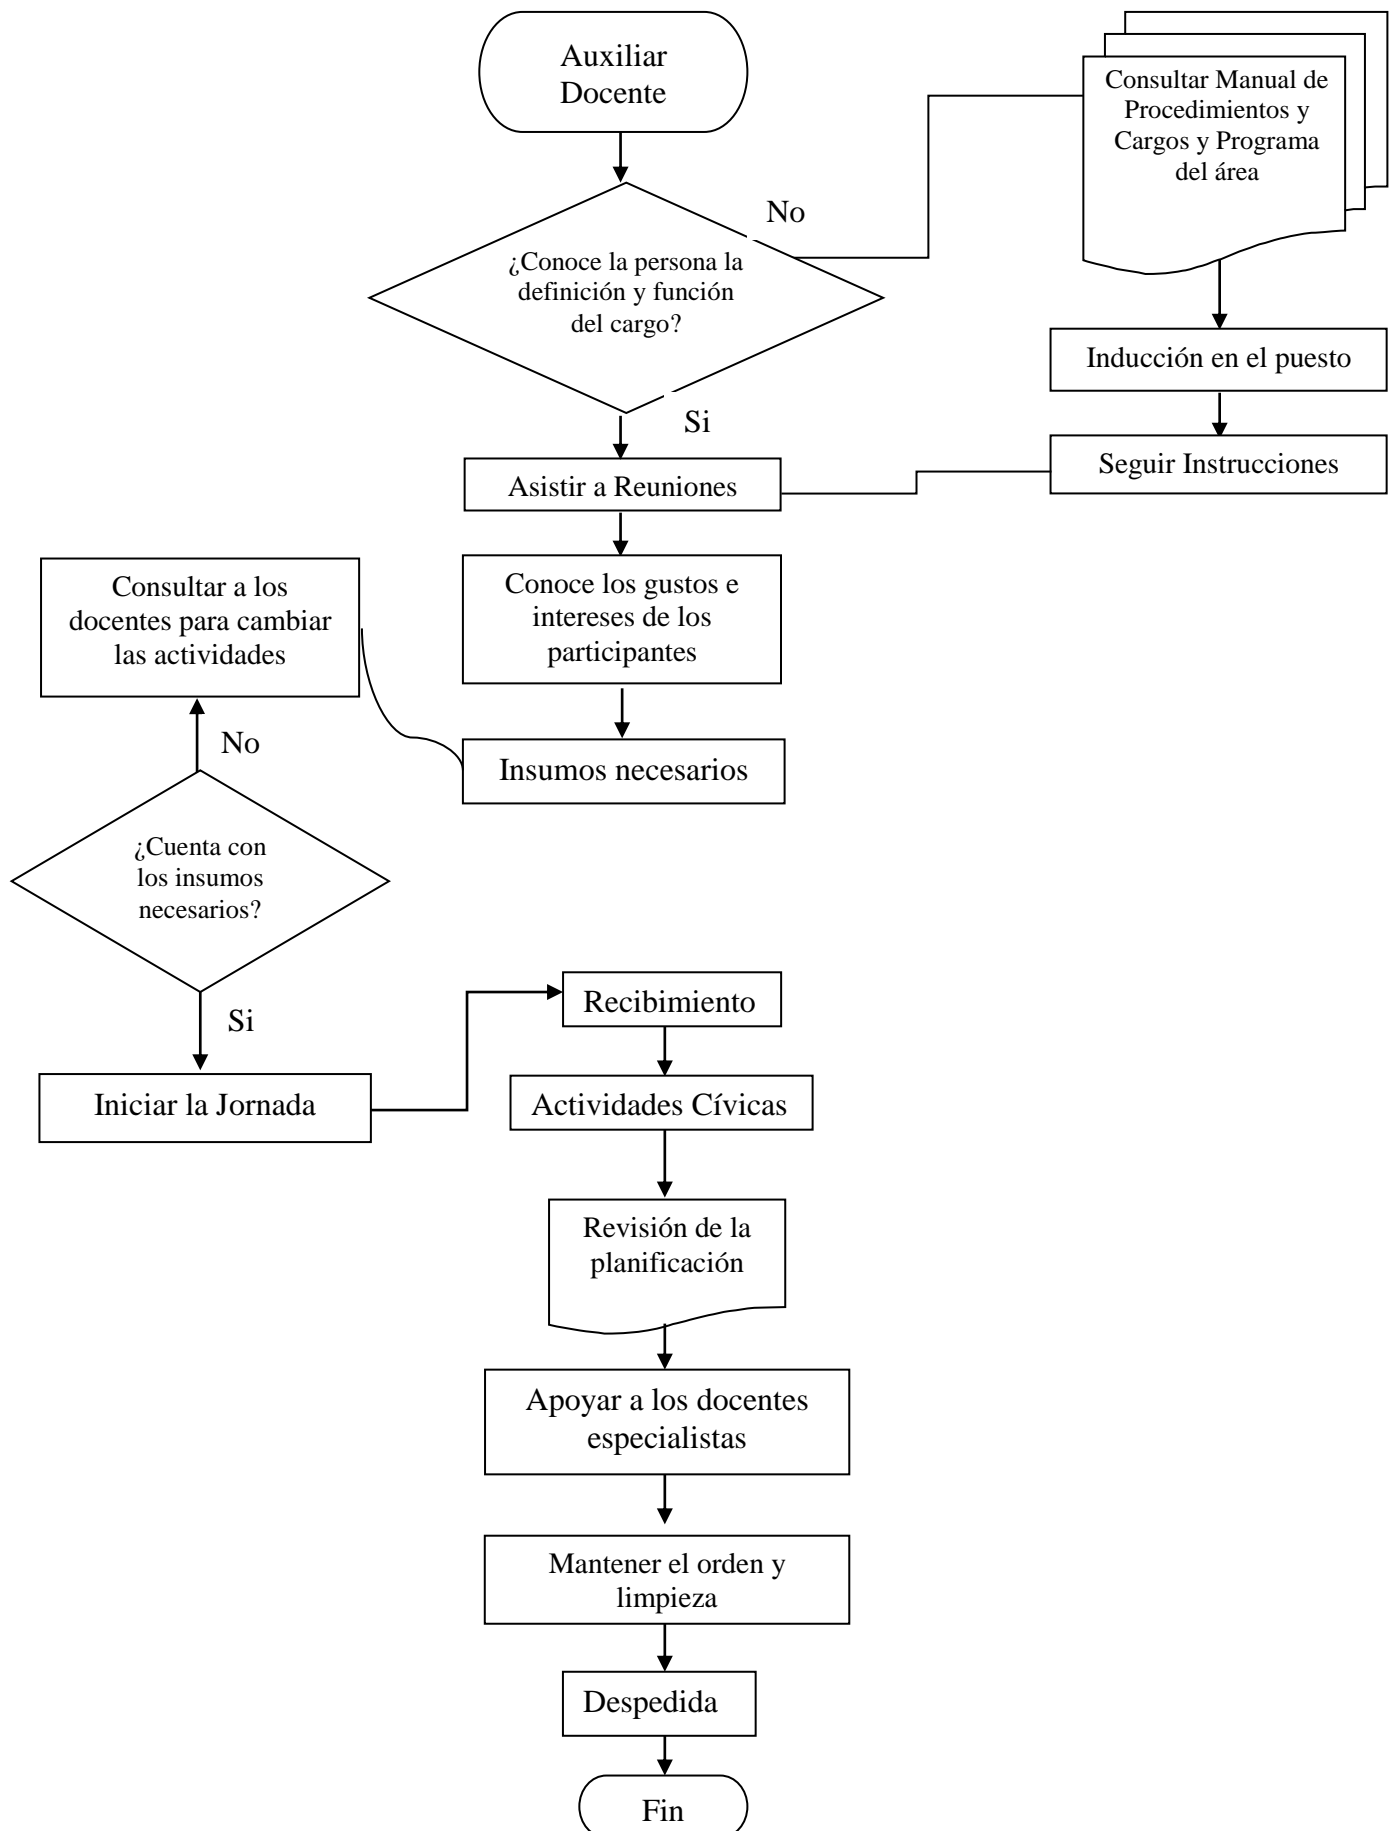 Auxiliar
Docente
Consultar Manual de
Procedimientos y
Cargos y Programa
del área
No
¿Conoce la persona la
definición y función
del cargo?
Inducción en el puesto
Si
Seguir Instrucciones
Asistir a Reuniones
Conoce los gustos e
intereses de los
participantes
Consultar a los
docentes para cambiar
las actividades
No
Insumos necesarios
¿Cuenta con
los insumos
necesarios?
Si
Iniciar la Jornada
Recibimiento
Actividades Cívicas
Revisión de la
planificación
Apoyar a los docentes
especialistas
Mantener el orden y
limpieza
Despedida
Fin